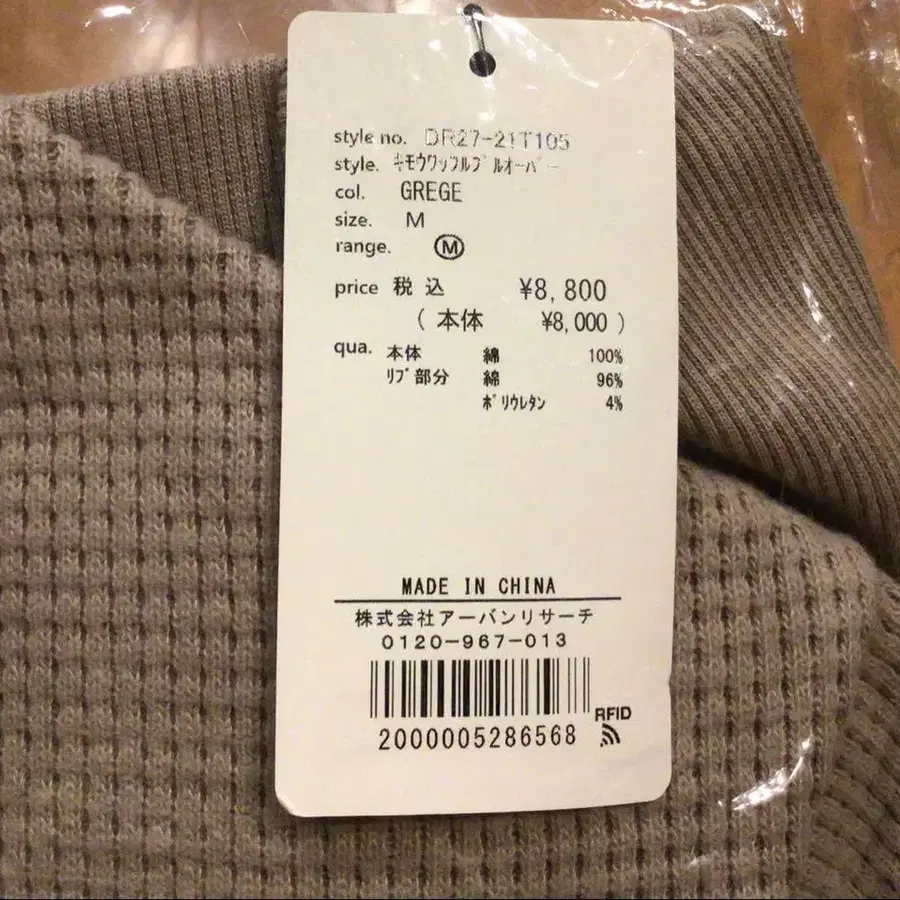 style no. DR27-21T105
style. ｷﾓｳﾜｯﾌﾙﾌﾟﾙｵｰﾊﾞｰ
col. GREGE
size. M
range. Ⓜ
price 税込 ¥8,800
( 本体 ¥8,000 )
qua. 本体 綿 100%
ﾘﾌﾞ部分 綿 96%
ﾎﾟﾘｳﾚﾀﾝ 4%
MADE IN CHINA
株式会社アーバンリサーチ
0120-967-013
RFID
2000005286568